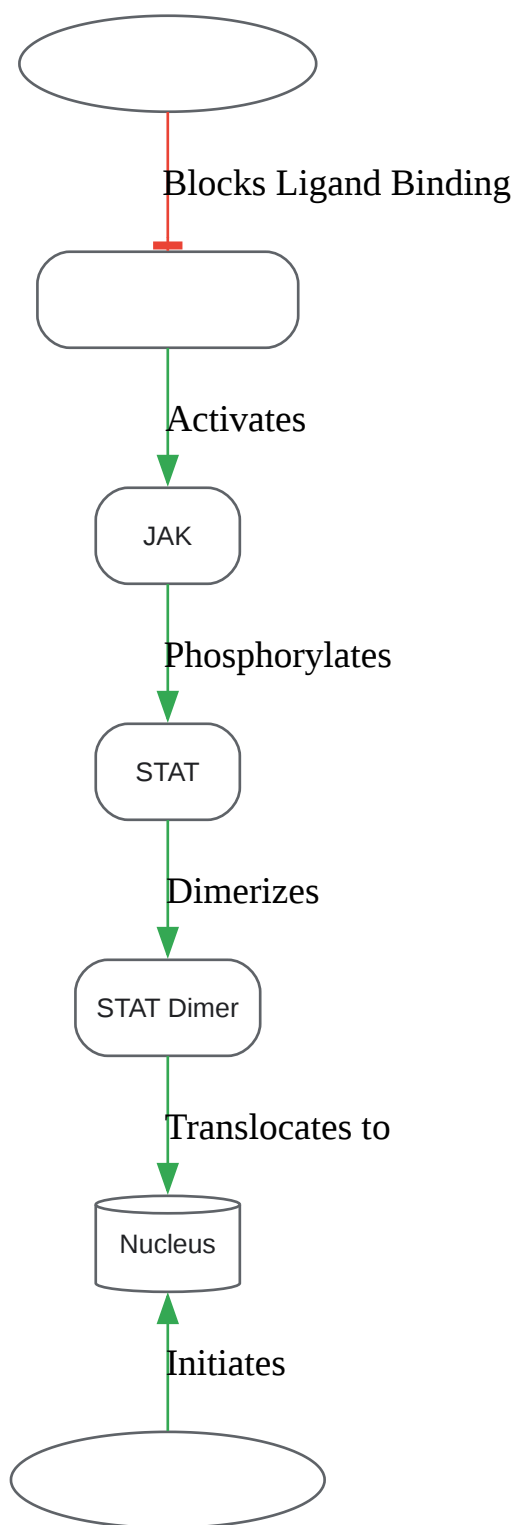 Blocks Ligand Binding
Activates
JAK
Phosphorylates
STAT
Dimerizes
STAT Dimer
Translocates to
Nucleus
Initiates